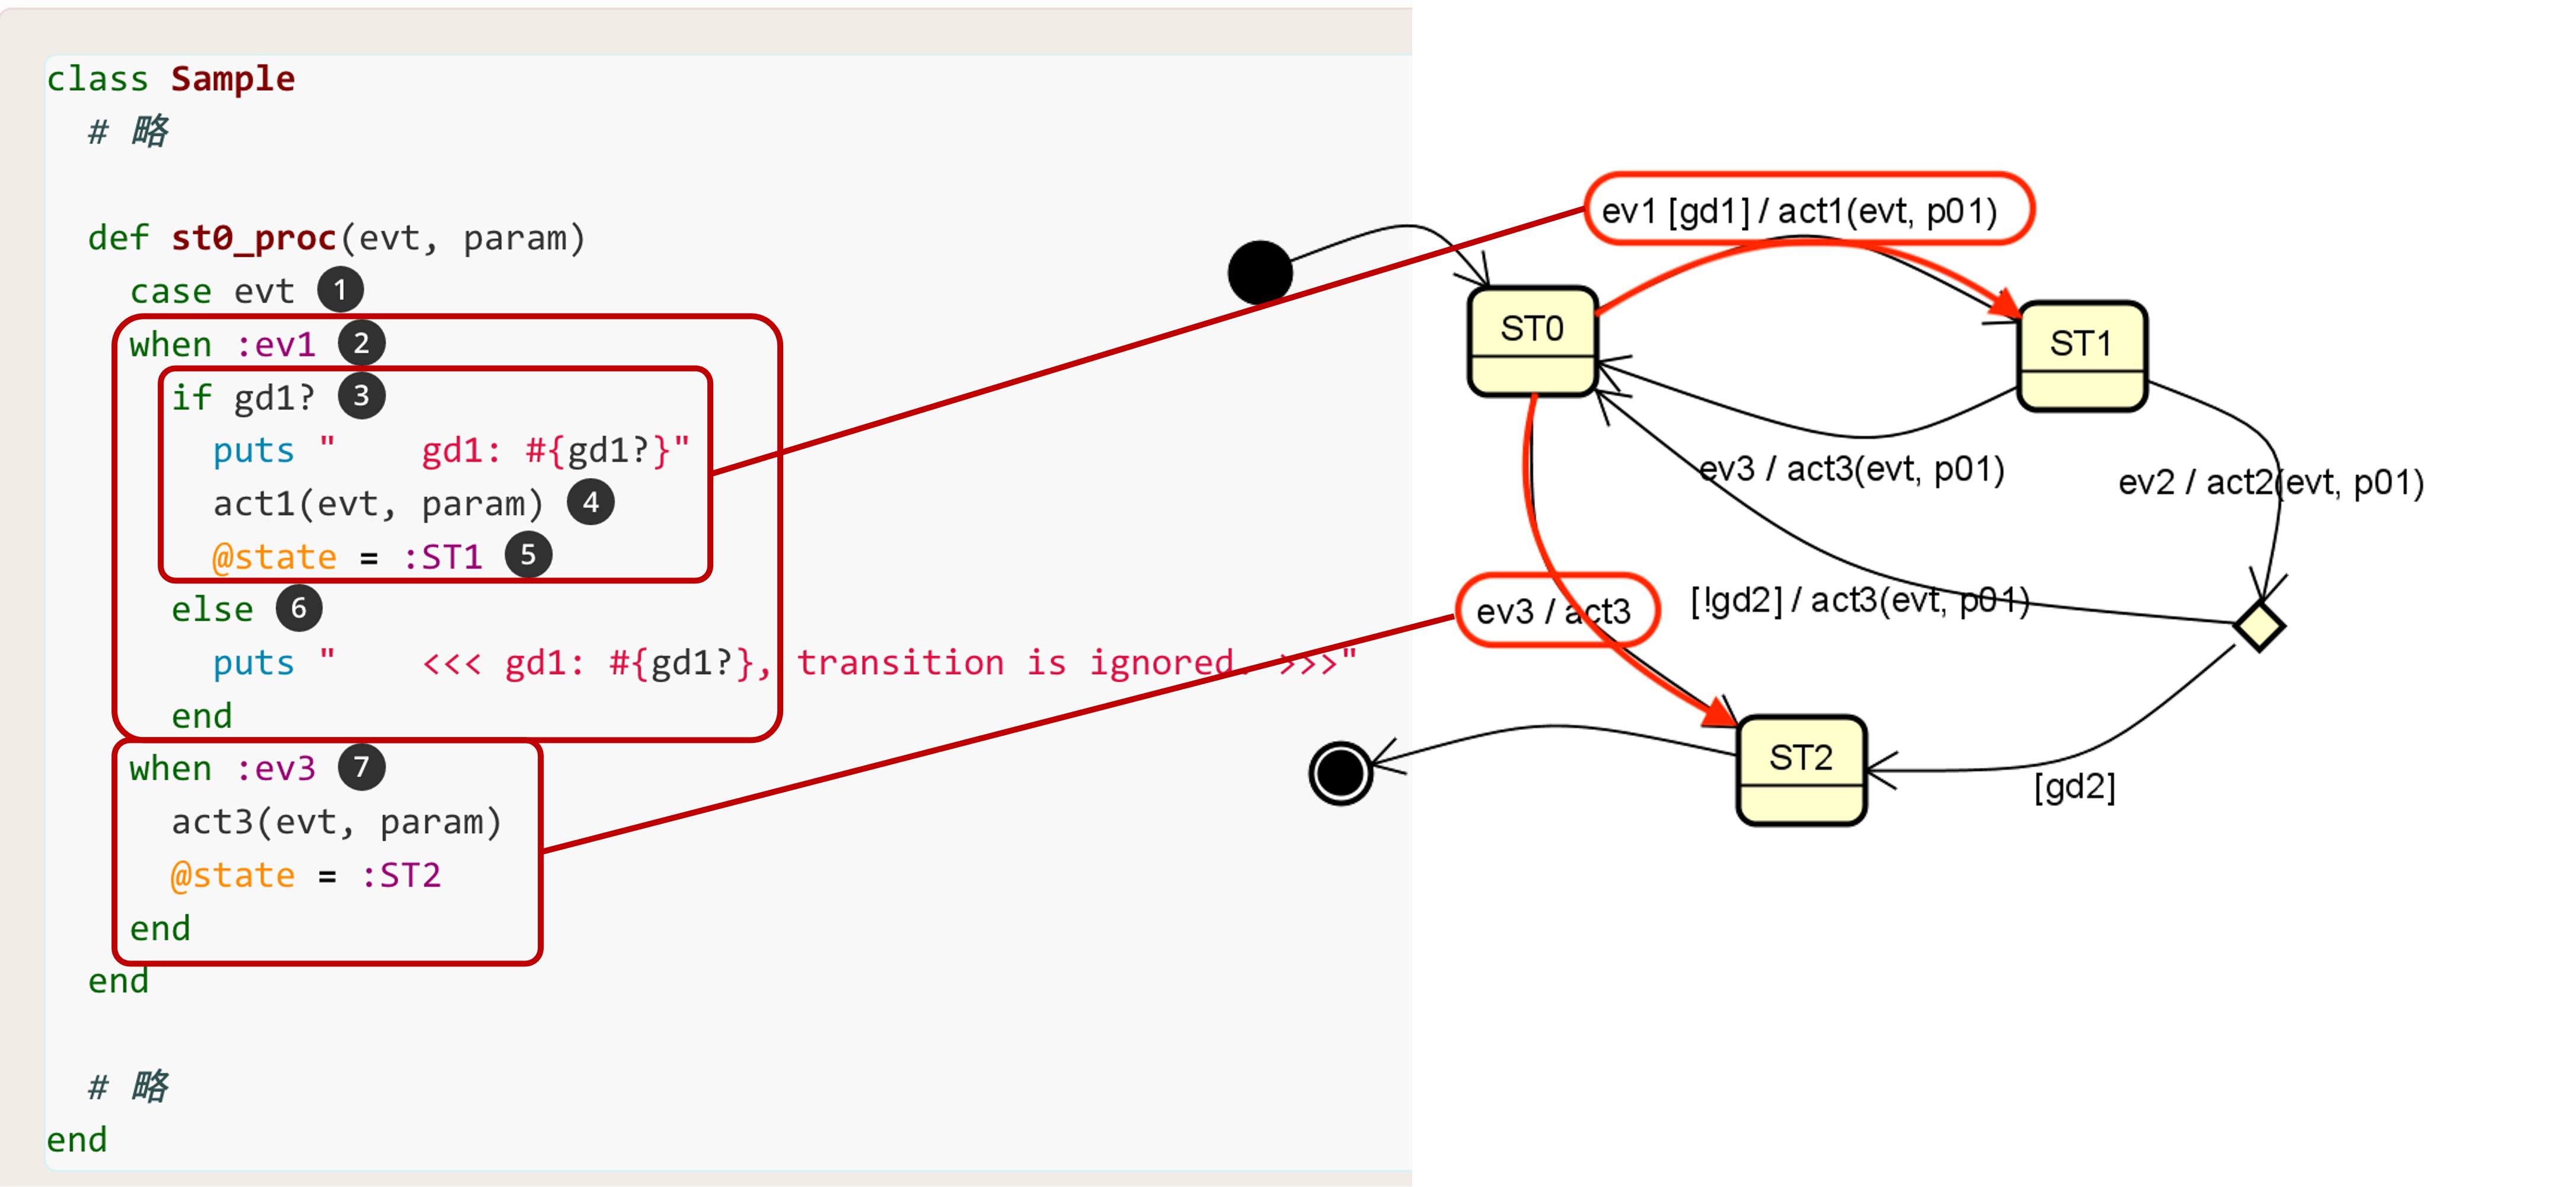 class Sample
# 略
def st0_proc(evt, param)
case evt 1
when :ev1 2
if gd1? 3
puts "    gd1: #{gd1?}"
act1(evt, param) 4
@state = :ST1 5
else 6
puts "    <<< gd1: #{gd1?}, transition is ignored. >>>"
end
when :ev3 7
act3(evt, param)
@state = :ST2
end
end
# 略
end
ev1 [gd1] / act1(evt, p01)
ST0
ST1
ev3 / act3(evt, p01)
ev2 / act2(evt, p01)
ev3 / act3
[!gd2] / act3(evt, p01)
ST2
[gd2]